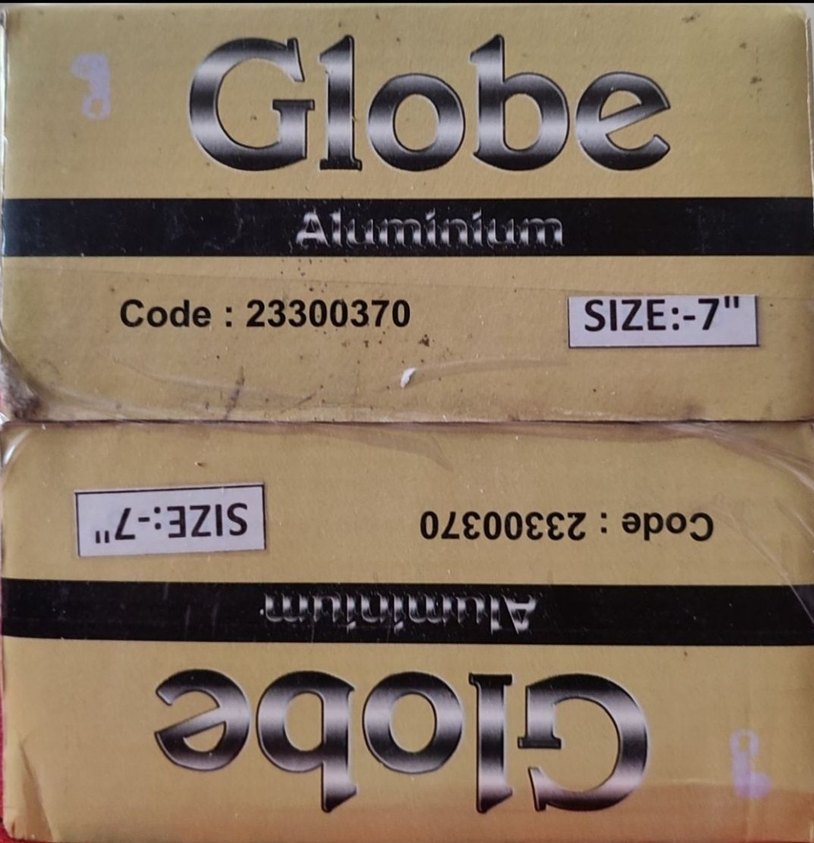 Globe
Aluminium
Code : 23300370
SIZE:-7"
SIZE:-7"
Code : 23300370
Aluminium
Globe